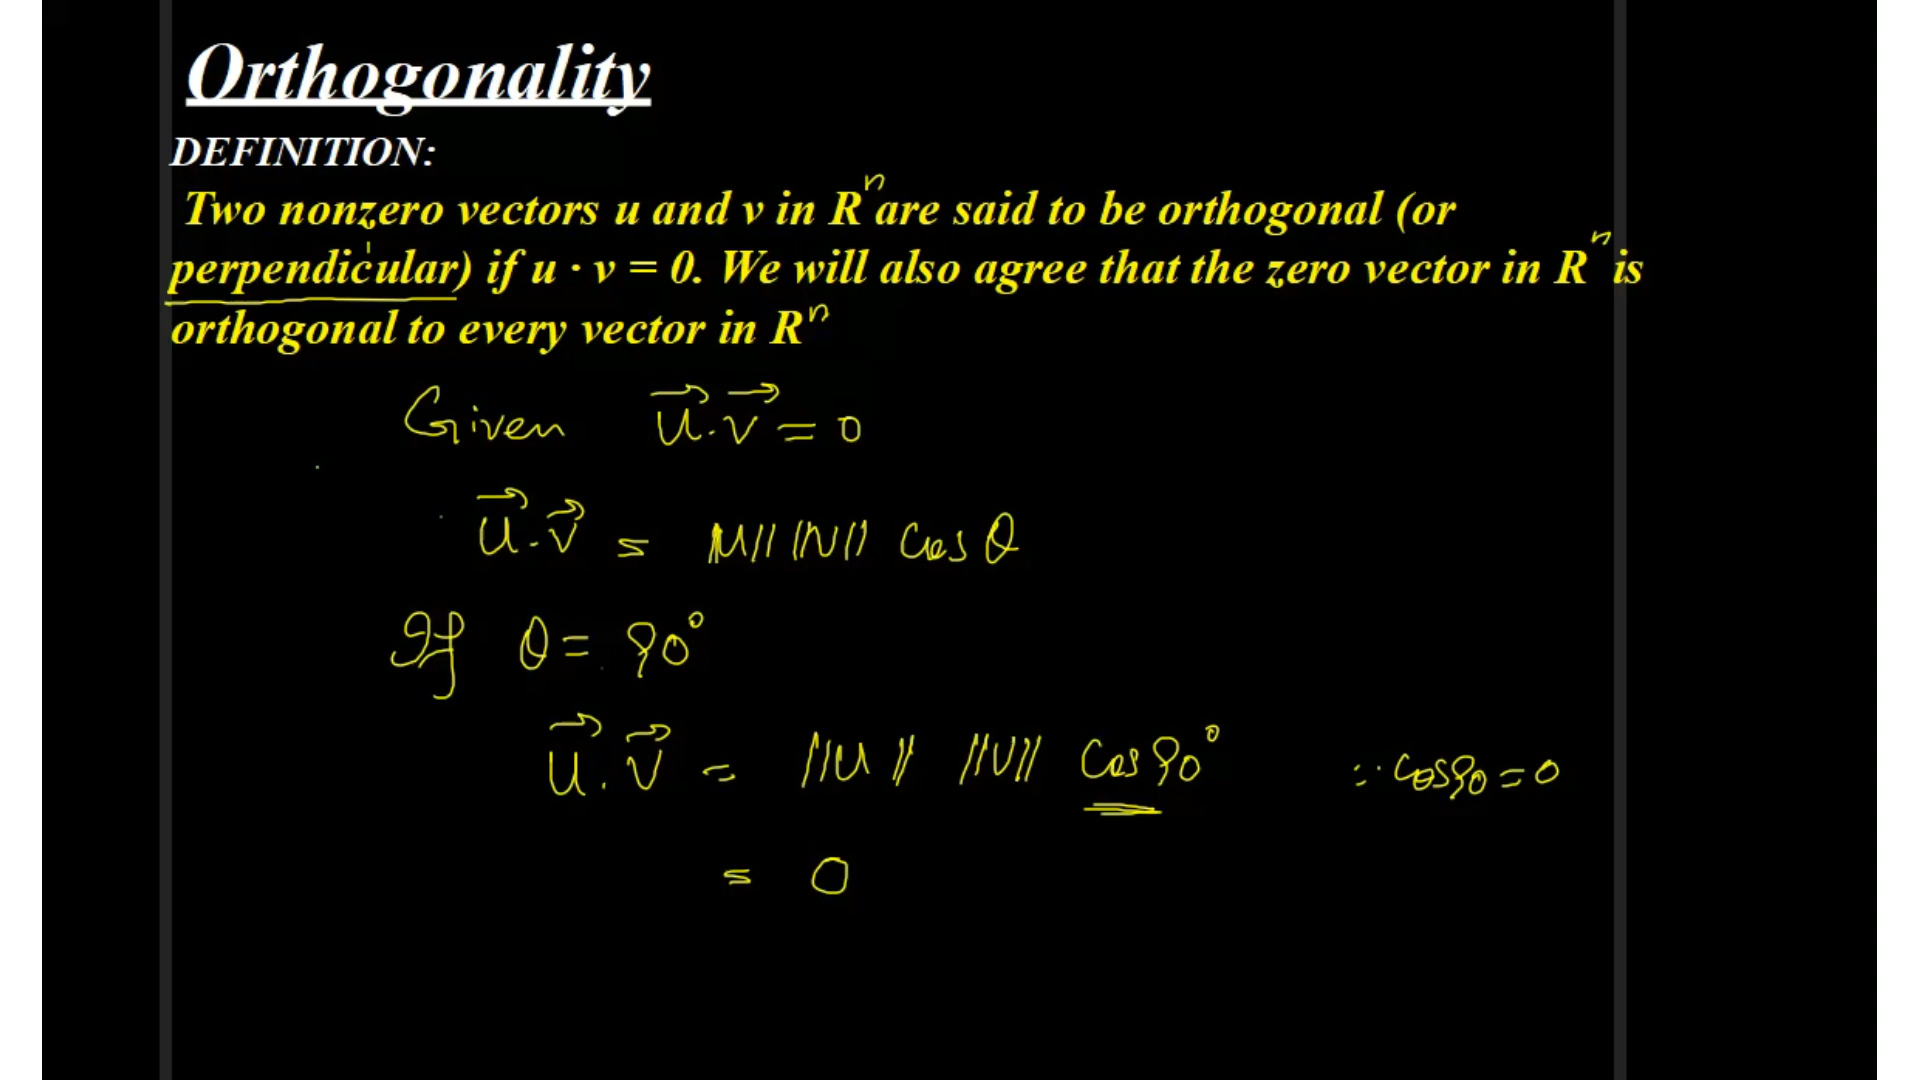 Orthogonality
DEFINITION:
Two nonzero vectors u and v in Rⁿ are said to be orthogonal (or
perpendicular) if u · v = 0. We will also agree that the zero vector in Rⁿ is
orthogonal to every vector in Rⁿ
Given u⃗.v⃗ = 0
u⃗.v⃗ = ||u|| ||v|| Cos θ
If θ = 90°
u⃗.v⃗ = ||u|| ||v|| Cos 90° ∵ cos90 = 0
= 0